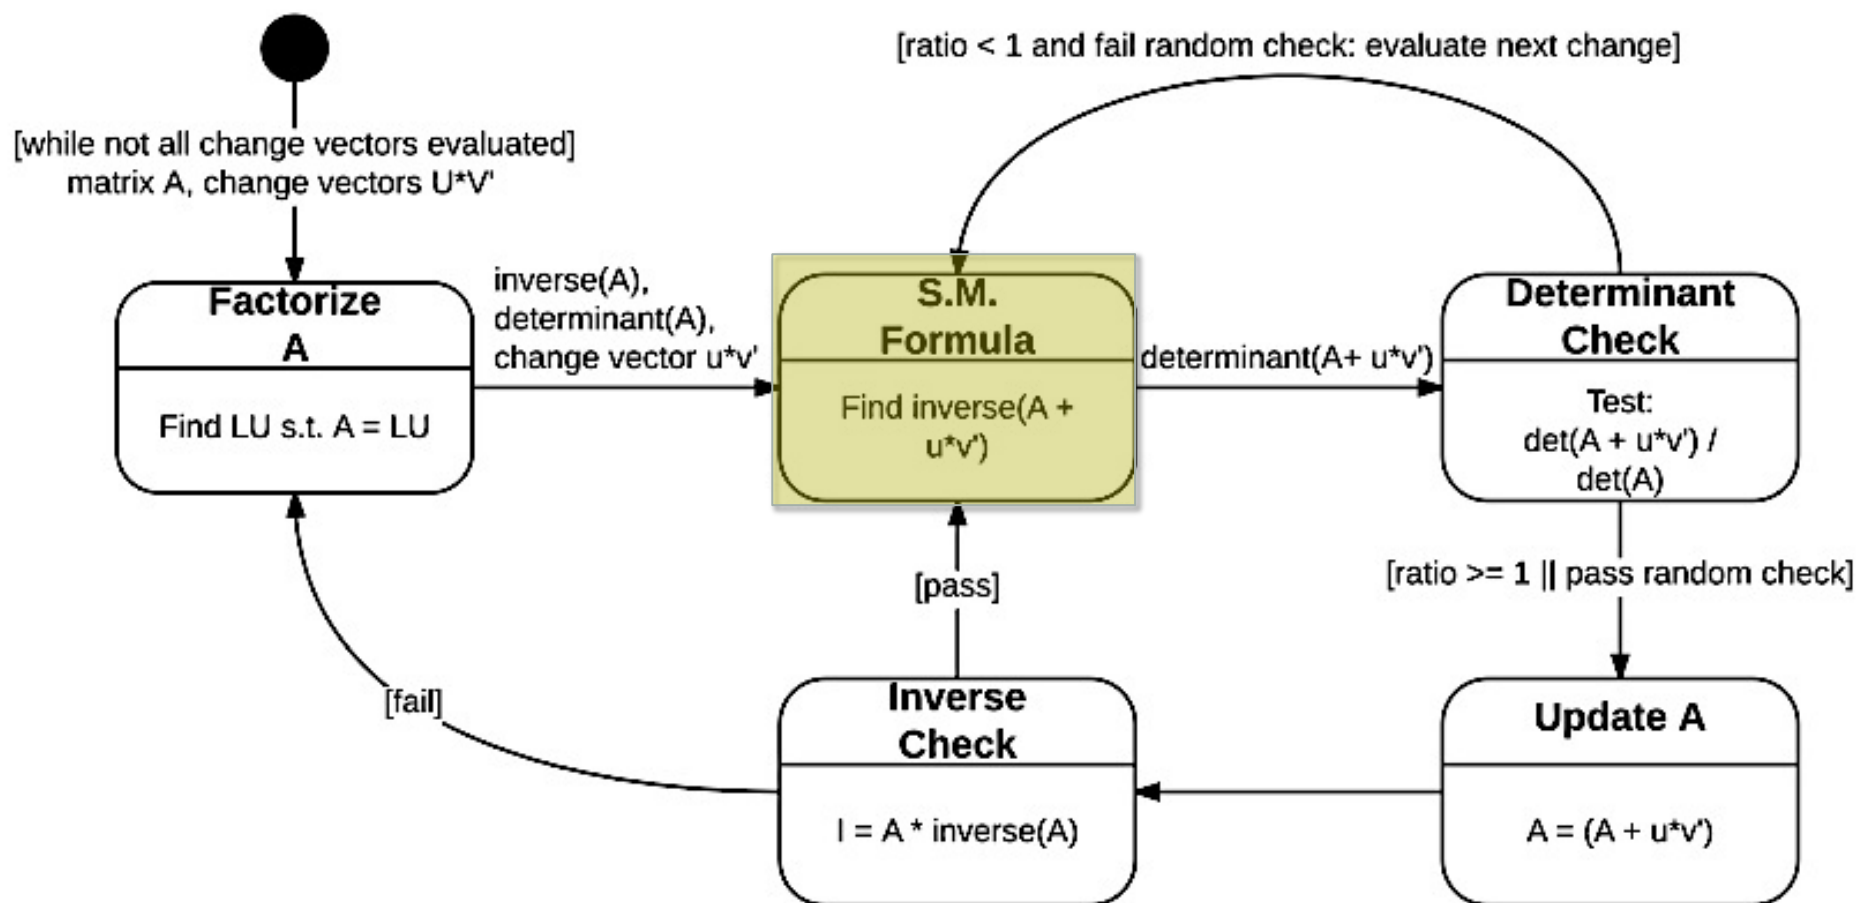 [ratio < 1 and fail random check: evaluate next change]
[while not all change vectors evaluated]
matrix A, change vectors U*V'
Factorize
A
Find LU s.t. A = LU
inverse(A),
determinant(A),
change vector u*v'
S.M.
Formula
Find inverse(A +
u*v')
determinant(A+ u*v')
Determinant
Check
Test:
det(A + u*v') /
det(A)
[ratio >= 1 || pass random check]
[pass]
[fail]
Inverse
Check
I = A * inverse(A)
Update A
A = (A + u*v')